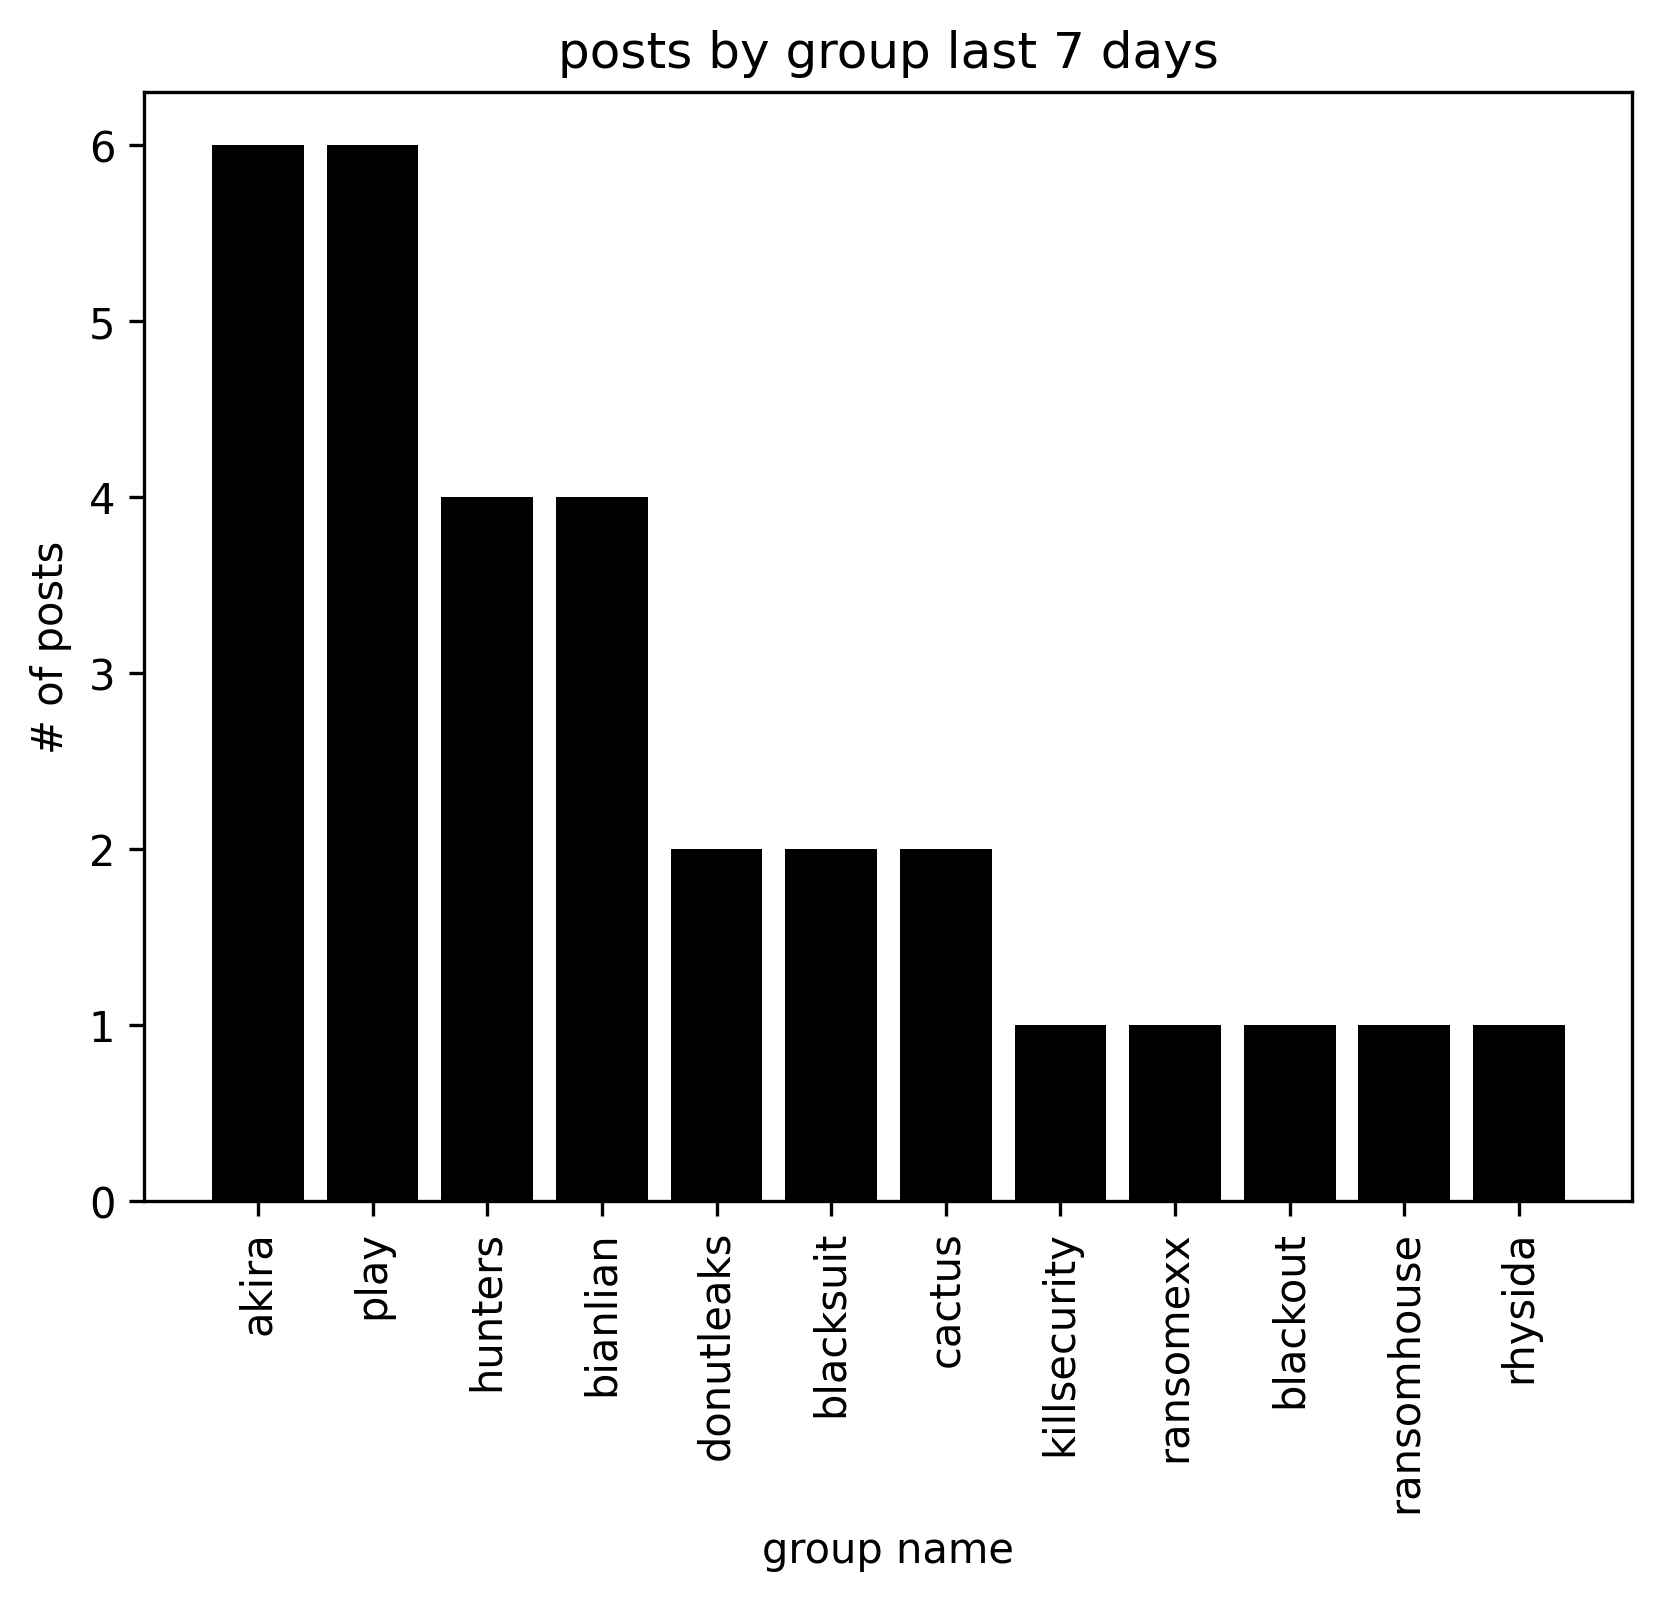 posts by group last 7 days
6
5
4
3
2
1
0
# of posts
akira
play
hunters
bianlian
donutleaks
blacksuit
cactus
killsecurity
ransomexx
blackout
ransomhouse
rhysida
group name